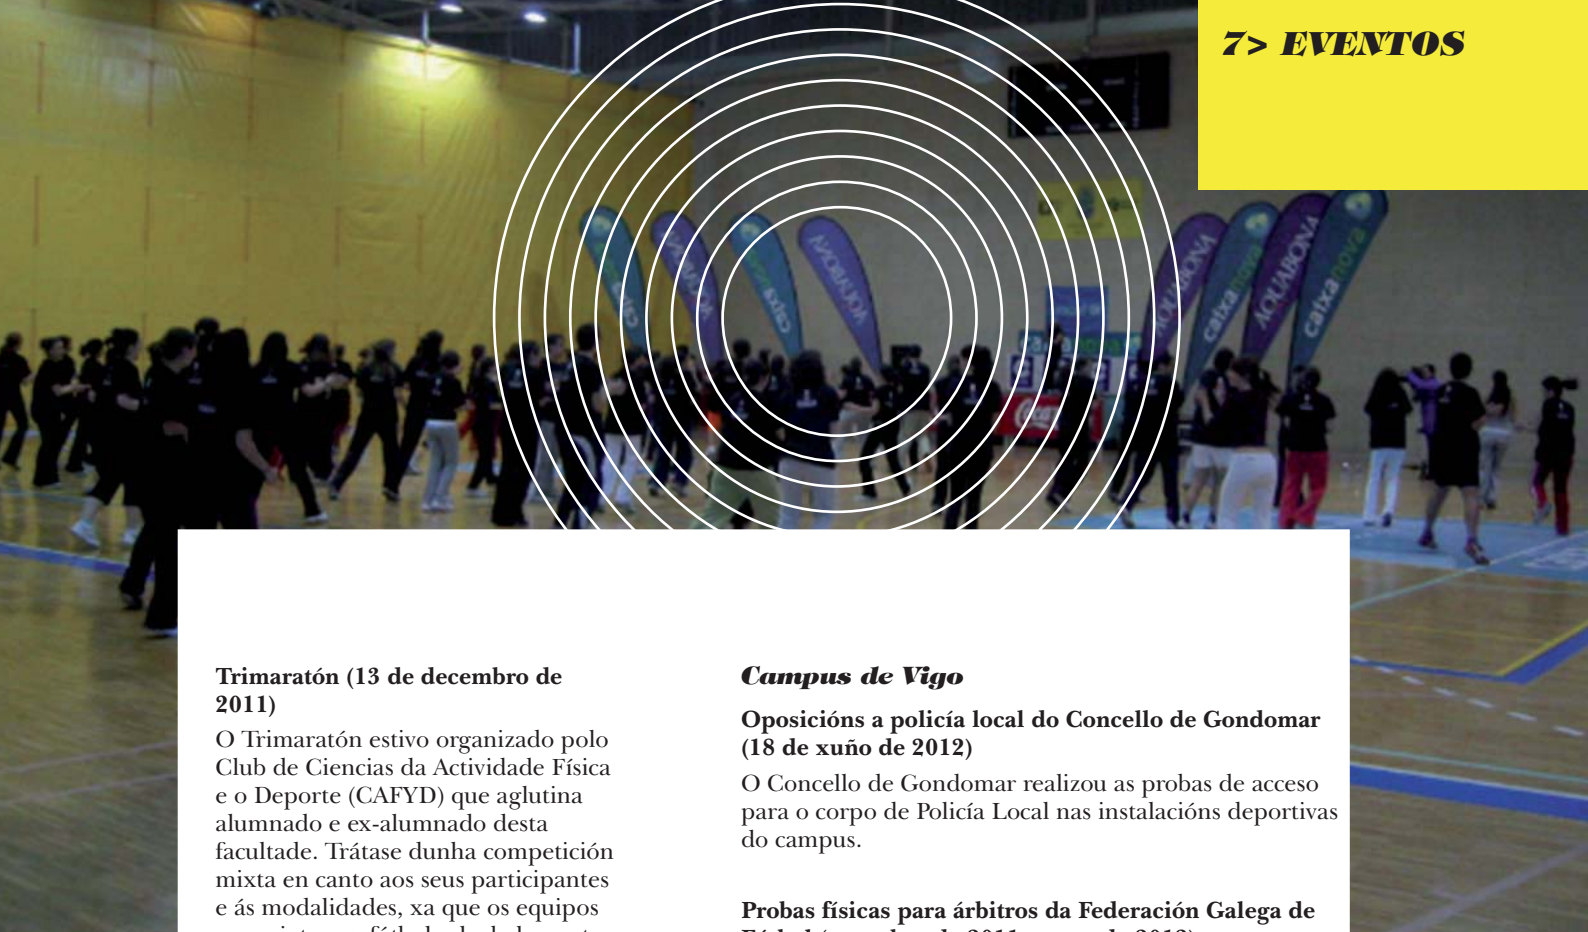 7> EVENTOS
AQUABONA
caixanova
AQUABONA
caixanova
Trimaratón (13 de decembro de
2011)
O Trimaratón estivo organizado polo
Club de Ciencias da Actividade Física
e o Deporte (CAFYD) que aglutina
alumnado e ex-alumnado desta
facultade. Trátase dunha competición
mixta en canto aos seus participantes
e ás modalidades, xa que os equipos
Campus de Vigo
Oposicións a policía local do Concello de Gondomar
(18 de xuño de 2012)
O Concello de Gondomar realizou as probas de acceso
para o corpo de Policía Local nas instalacións deportivas
do campus.
Probas físicas para árbitros da Federación Galega de